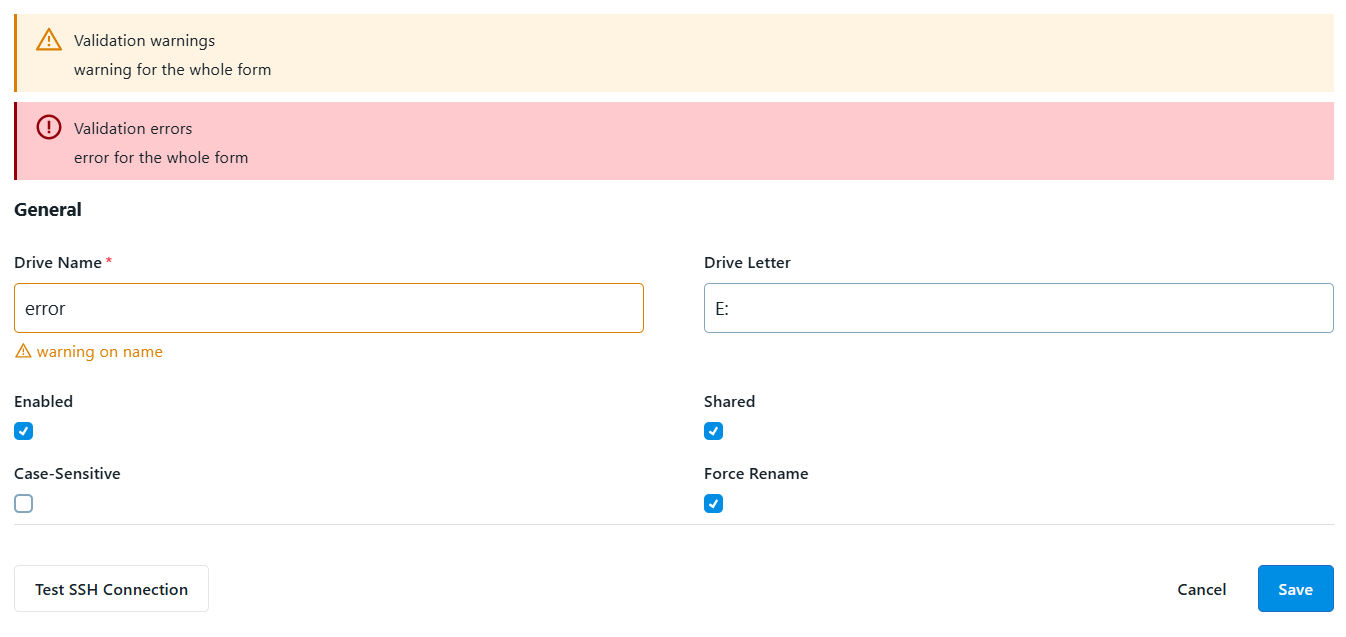 Validation warnings
warning for the whole form
Validation errors
error for the whole form
General
Drive Name *
Drive Letter
error
E:
warning on name
Enabled
Shared
Case-Sensitive
Force Rename
Test SSH Connection
Cancel
Save